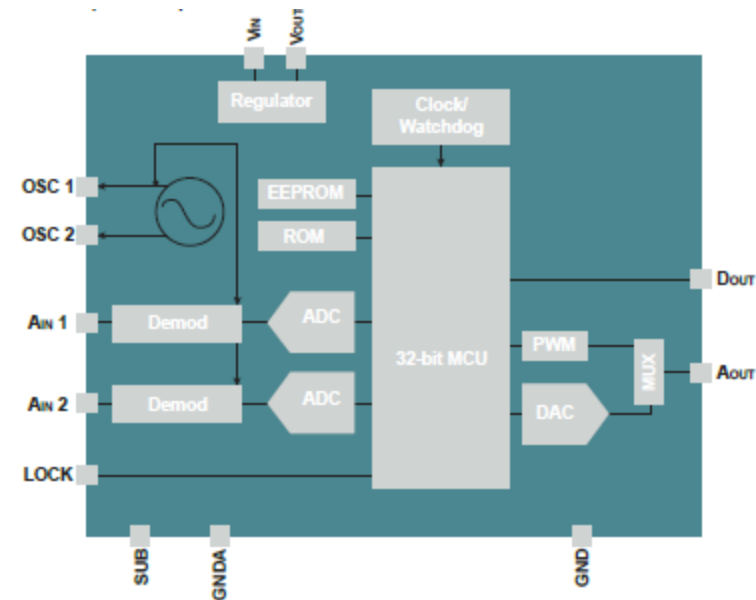 VIN
VOUT
Regulator
Clock/
Watchdog
OSC 1
EEPROM
OSC 2
ROM
DOUT
AIN 1
Demod
ADC
32-bit MCU
PWM
MUX
AOUT
AIN 2
Demod
ADC
DAC
LOCK
SUB
GNDA
GND